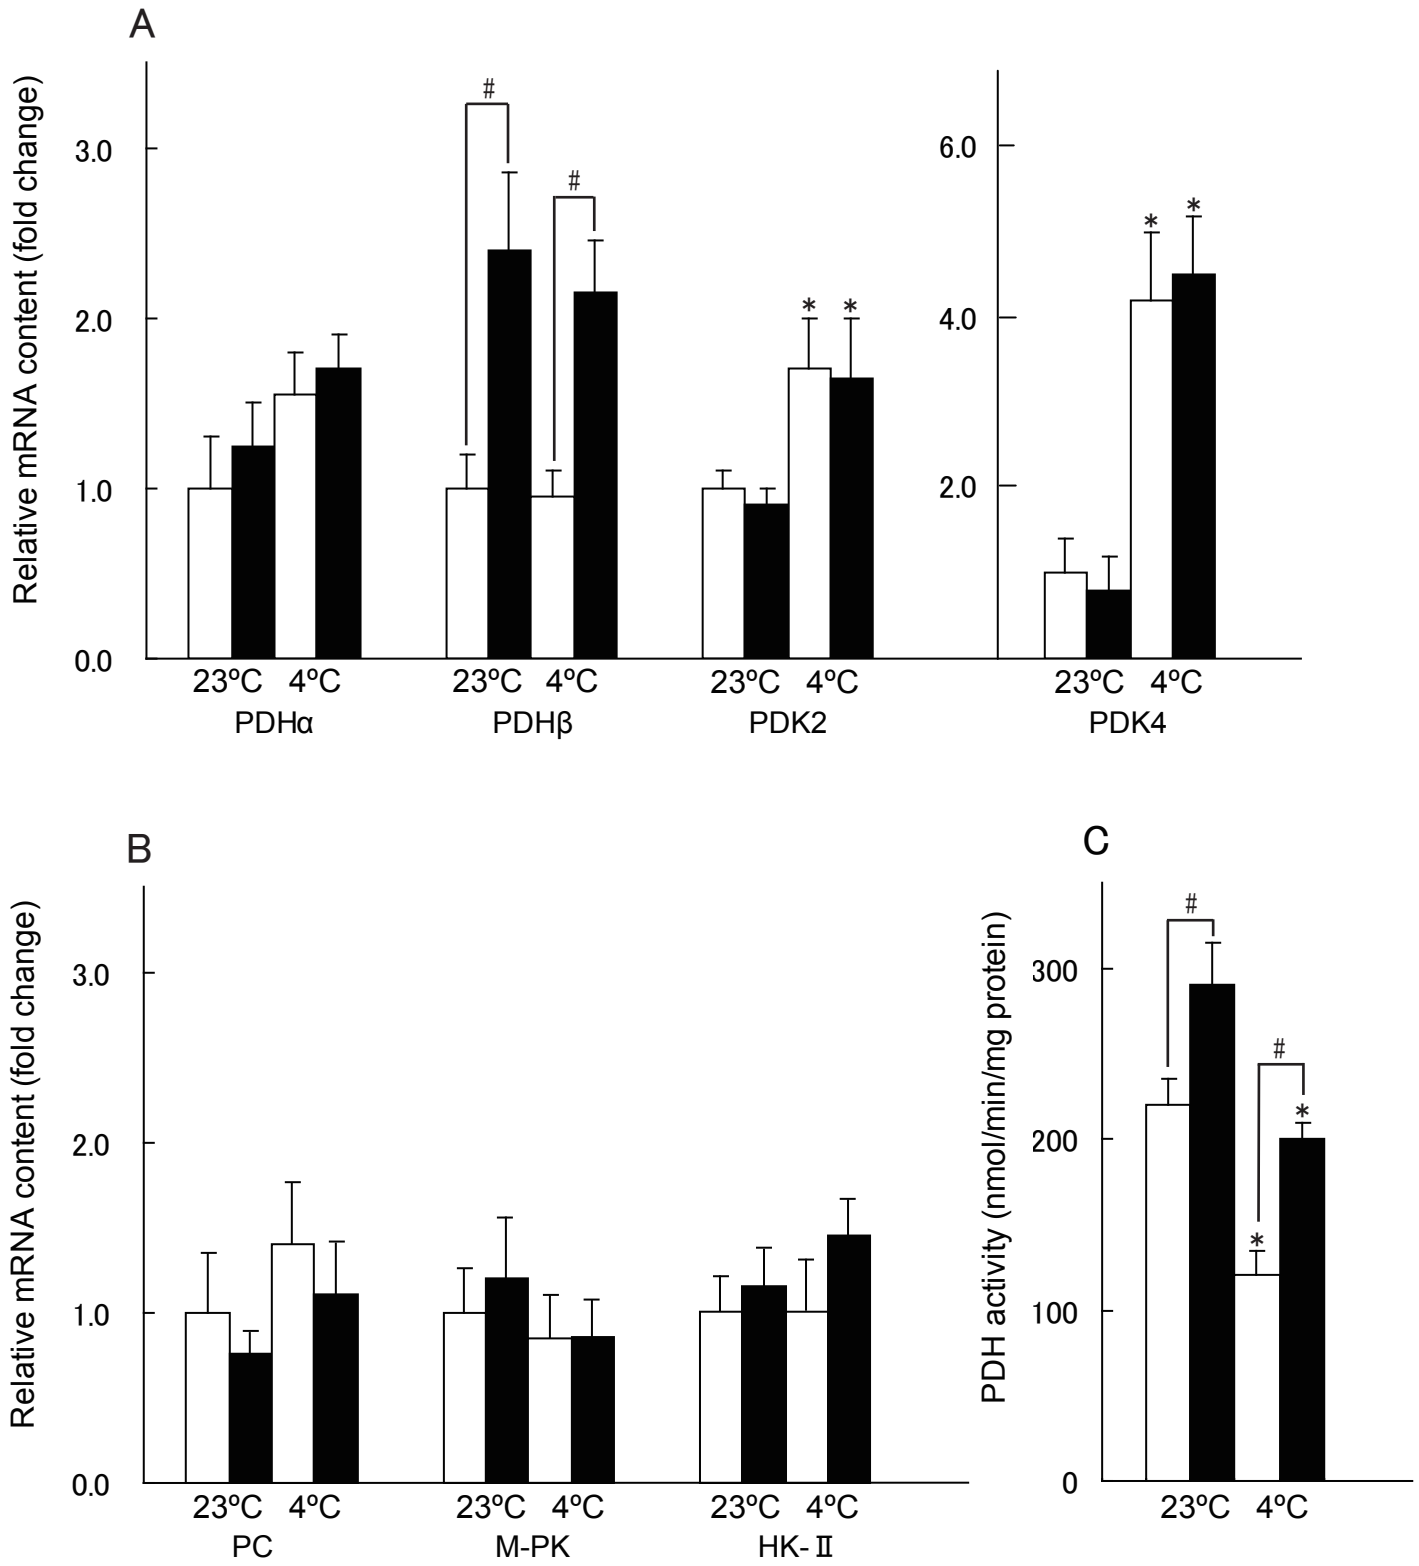 A
Relative mRNA content (fold change)
3.0
2.0
1.0
0.0
#
#
*
*
6.0
4.0
2.0
*
*
23ºC 4ºC
PDHα
23ºC 4ºC
PDHβ
23ºC 4ºC
PDK2
23ºC 4ºC
PDK4
B
Relative mRNA content (fold change)
3.0
2.0
1.0
0.0
23ºC 4ºC
PC
23ºC 4ºC
M-PK
23ºC 4ºC
HK-Ⅱ
C
PDH activity (nmol/min/mg protein)
300
200
100
0
#
#
*
*
23ºC 4ºC